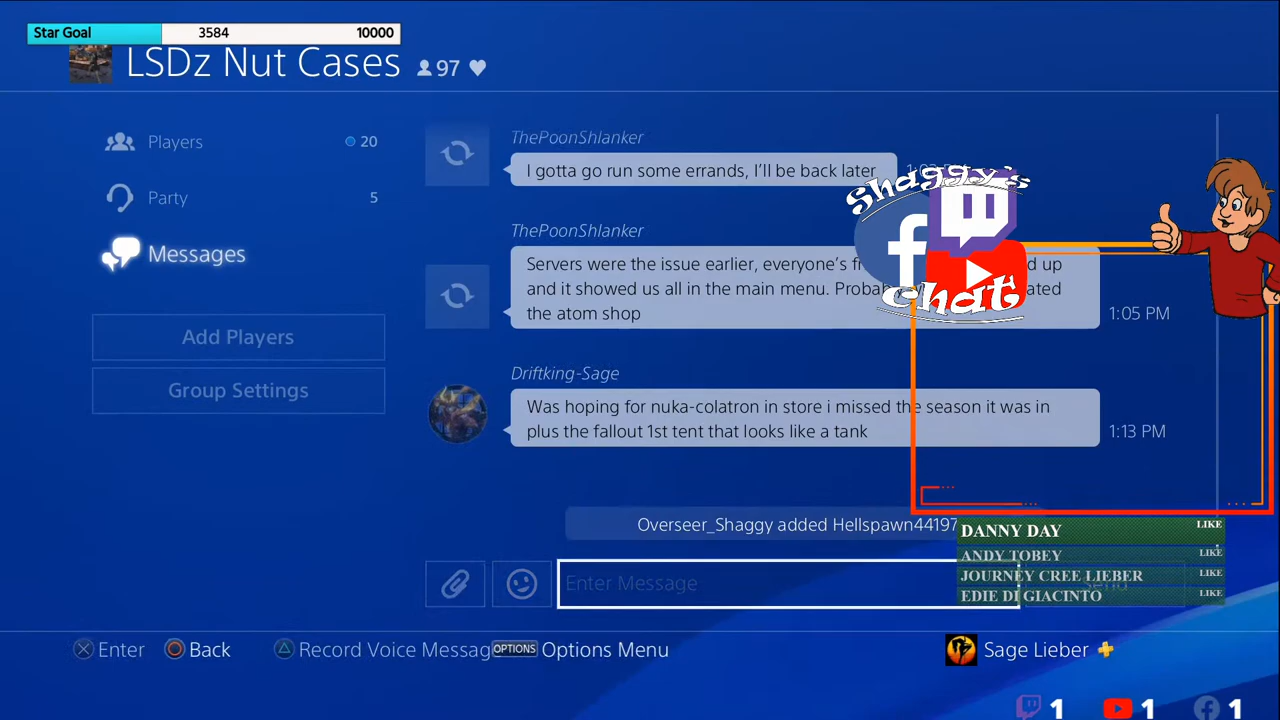 Star Goal 3584 10000
LSDz Nut Cases 97
Players 20
Party 5
Messages
Add Players
Group Settings
ThePoonShlanker
I gotta go run some errands, I'll be back later
ThePoonShlanker
Servers were the issue earlier, everyone's d up
and it showed us all in the main menu. ated
the atom shop
1:05 PM
Driftking-Sage
Was hoping for nuka-colatron in store i missed the season it was in
plus the fallout 1st tent that looks like a tank
1:13 PM
Overseer_Shaggy added Hellspawn44197
Enter Message
Shaggy's
chat
DANNY DAY LIKE
ANDY TOBEY LIKE
JOURNEY CREE LIEBER LIKE
EDIE DI GIACINTO LIKE
Enter Back Record Voice Messag OPTIONS Options Menu
Sage Lieber
1 1 1